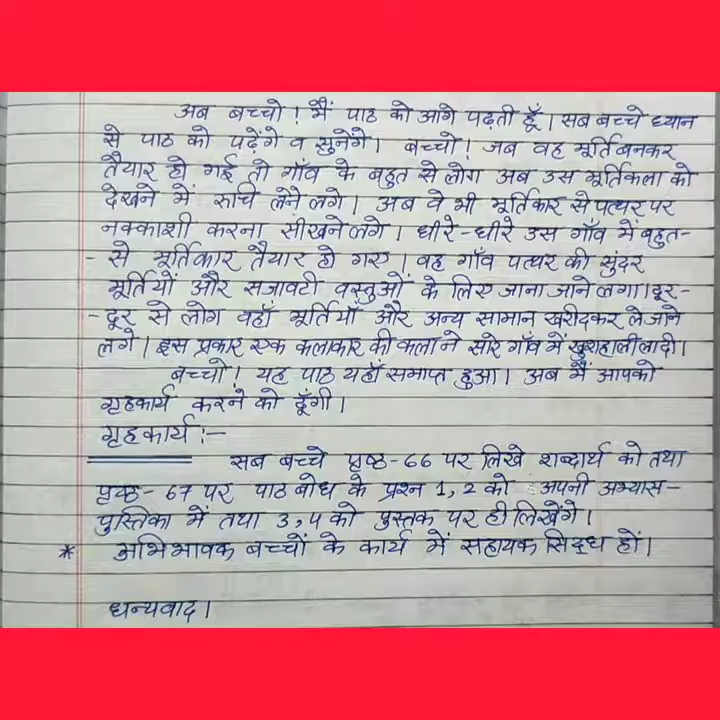 अब बच्चो! मैं पाठ को आगे पढ़ती हूँ। सब बच्चे ध्यान
से पाठ को पढ़ेंगे व सुनेंगे। बच्चो! जब वह मूर्ति बनकर
तैयार हो गई तो गाँव के बहुत से लोग अब उस मूर्तिकला को
देखने में रुचि लेने लगे। अब वे भी मूर्तिकार से पत्थर पर
नक्काशी करना सीखने लगे। धीरे-धीरे उस गाँव में बहुत-
- से मूर्तिकार तैयार हो गए। वह गाँव पत्थर की सुंदर
मूर्तियों और सजावटी वस्तुओं के लिए जाना जाने लगा। दूर-
- दूर से लोग वहाँ मूर्तियाँ और अन्य सामान खरीदकर ले जाने
लगे। इस प्रकार एक कलाकार की कला ने सारे गाँव में खुशहाली ला दी।
बच्चो! यह पाठ यहाँ समाप्त हुआ। अब मैं आपको
गृहकार्य करने को दूँगी।
गृहकार्य :-
सब बच्चे पृष्ठ-66 पर लिखे शब्दार्थ को तथा
पृष्ठ- 67 पर पाठ बोध के प्रश्न 1, 2 को अपनी अभ्यास-
पुस्तिका में तथा 3, 4 को पुस्तक पर ही लिखेंगे।
* अभिभावक बच्चों के कार्य में सहायक सिद्ध हों।
धन्यवाद।